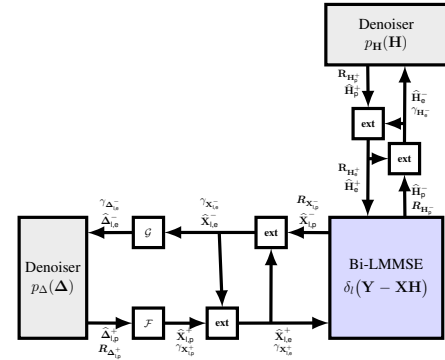 Denoiser
p_H(H)
R_{H_p^+}
Ĥ_p^+
Ĥ_e^-
γ_{H_e^-}
ext
ext
R_{H_e^+}
Ĥ_e^+
Ĥ_p^-
R_{H_p^-}
γ_{Δ_{l,e}^-}
Δ̂_{l,e}^-
γ_{X_{l,e}^-}
X̂_{l,e}^-
R_{X_{l,p}^-}
X̂_{l,p}^-
𝒢
ext
Denoiser
p_Δ(Δ)
Bi-LMMSE
δ_l(Y − XH)
ℱ
ext
Δ̂_{l,p}^+
R_{Δ_{l,p}^+}
X̂_{l,p}^+
γ_{X_{l,p}^+}
X̂_{l,e}^+
γ_{X_{l,e}^+}